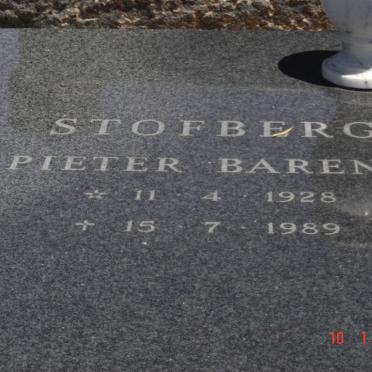 STOFBERG
PIETER BAREN
☆ 11 · 4 · 1928
✝ 15 · 7 · 1989
10 1